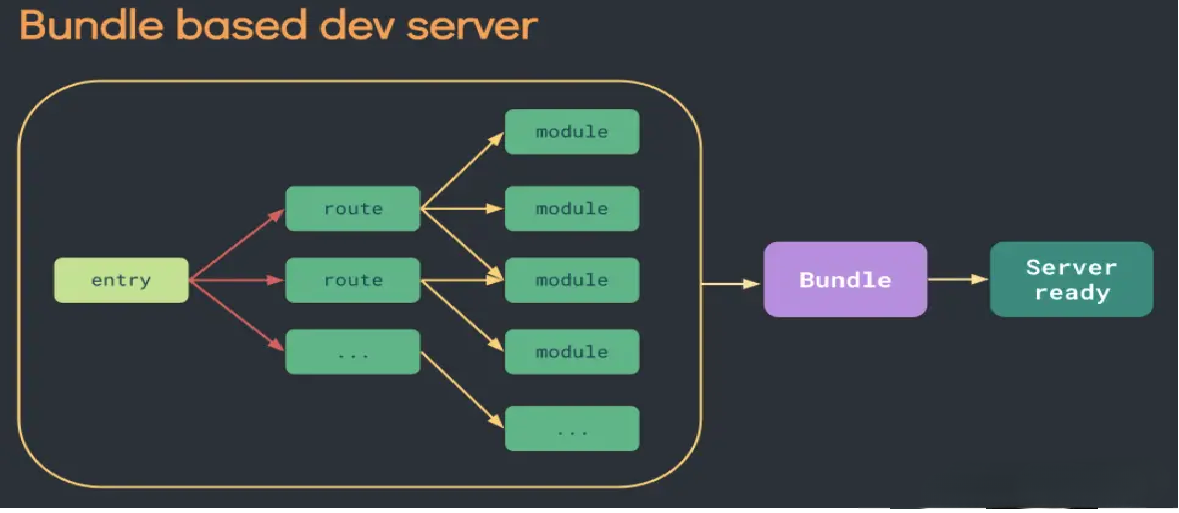 Bundle based dev server
module
route
module
entry
route
module
Bundle
Server
ready
...
module
...